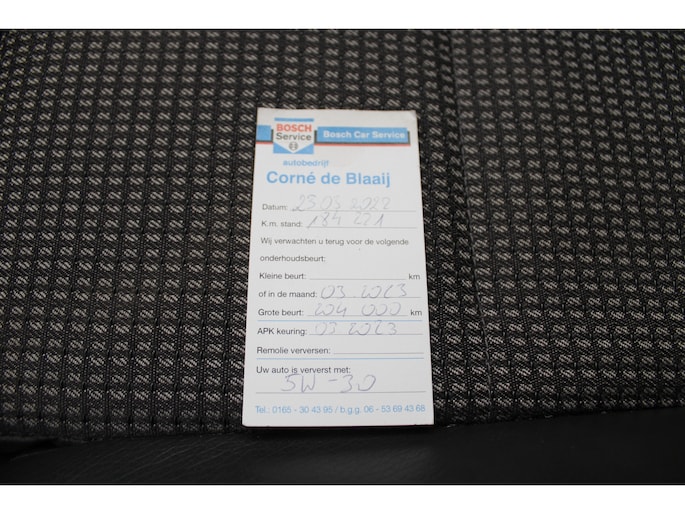 BOSCH
Service
Bosch Car Service
autobedrijf
Corné de Blaaij
Datum: 23.03.2022
K.m. stand: 184 221
Wij verwachten u terug voor de volgende
onderhoudsbeurt:
Kleine beurt: km
of in de maand: 03.2023
Grote beurt: 204 000 km
APK keuring: 03.2023
Remolie verversen:
Uw auto is ververst met:
5W-30
Tel.: 0165 - 30 43 95 / b.g.g. 06 - 53 69 43 66